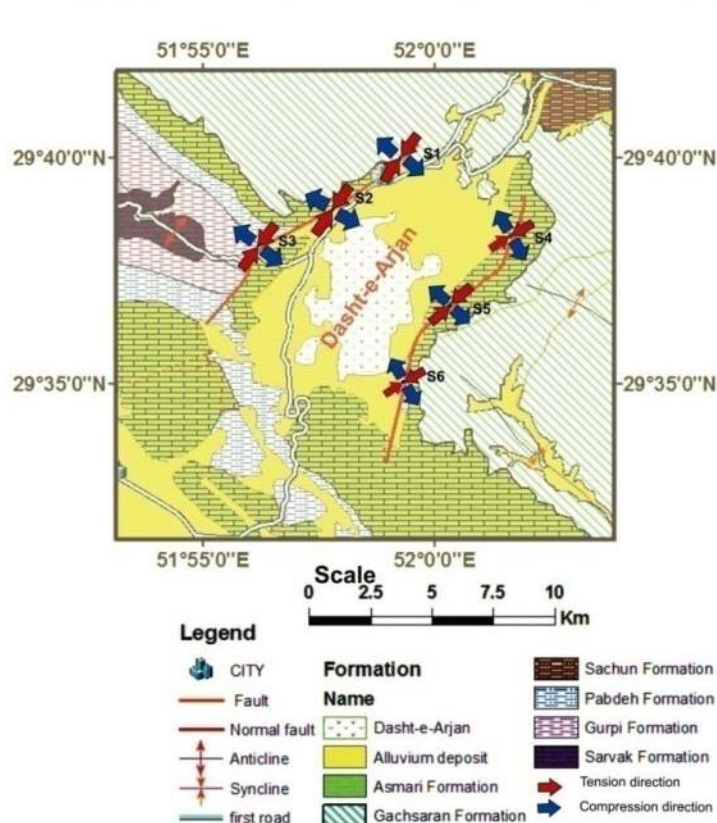 51°55'0"E 52°0'0"E
29°40'0"N 29°40'0"N
S1
S2
S3
S4
Dasht-e-Arjan
S5
S6
29°35'0"N 29°35'0"N
51°55'0"E 52°0'0"E
Scale
0 2.5 5 7.5 10
Km
Legend
CITY
Fault
Normal fault
Anticline
Syncline
first road
Formation
Name
Dasht-e-Arjan
Alluvium deposit
Asmari Formation
Gachsaran Formation
Sachun Formation
Pabdeh Formation
Gurpi Formation
Sarvak Formation
Tension direction
Compression direction